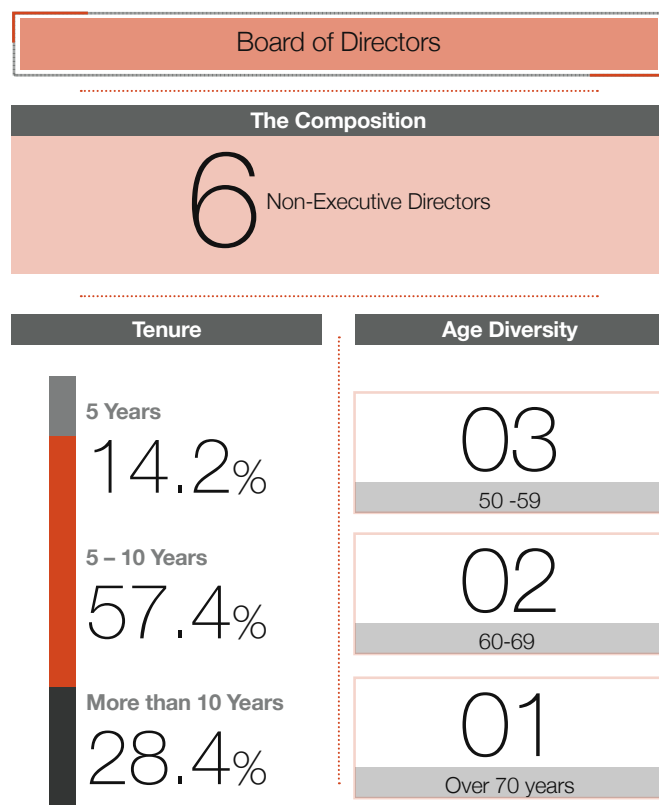 Board of Directors
The Composition
6 Non-Executive Directors
Tenure
5 Years
14.2%
5 – 10 Years
57.4%
More than 10 Years
28.4%
Age Diversity
03
50 -59
02
60-69
01
Over 70 years